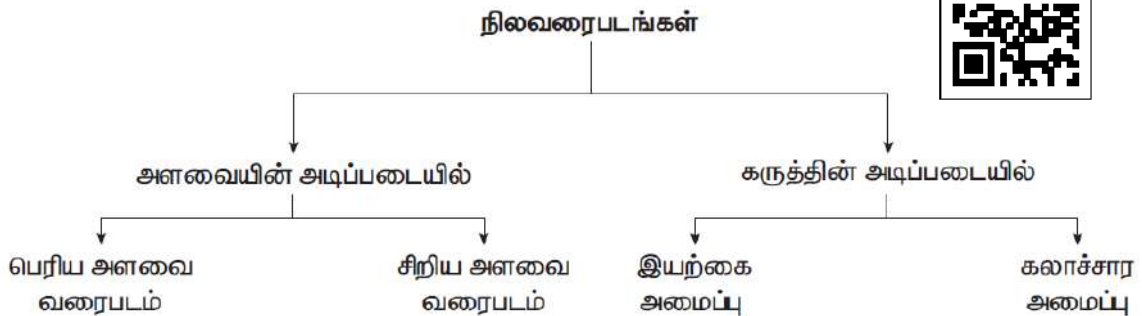 நிலவரைபடங்கள்
அளவையின் அடிப்படையில்
கருத்தின் அடிப்படையில்
பெரிய அளவை
வரைபடம்
சிறிய அளவை
வரைபடம்
இயற்கை
அமைப்பு
கலாச்சார
அமைப்பு